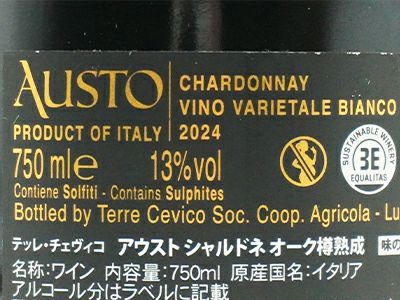 AUSTO
CHARDONNAY
VINO VARIETALE BIANCO
PRODUCT OF ITALY 2024
750 ml℮ 13%vol
Contiene Solfiti - Contains Sulphites
SUSTAINABLE WINERY
3E
EQUALITAS
Bottled by Terre Cevico Soc. Coop. Agricola - Lu
テッレ・チェヴィコ アウスト シャルドネ オーク樽熟成 味の
名称:ワイン 内容量:750ml 原産国名:イタリア
アルコール分はラベルに記載